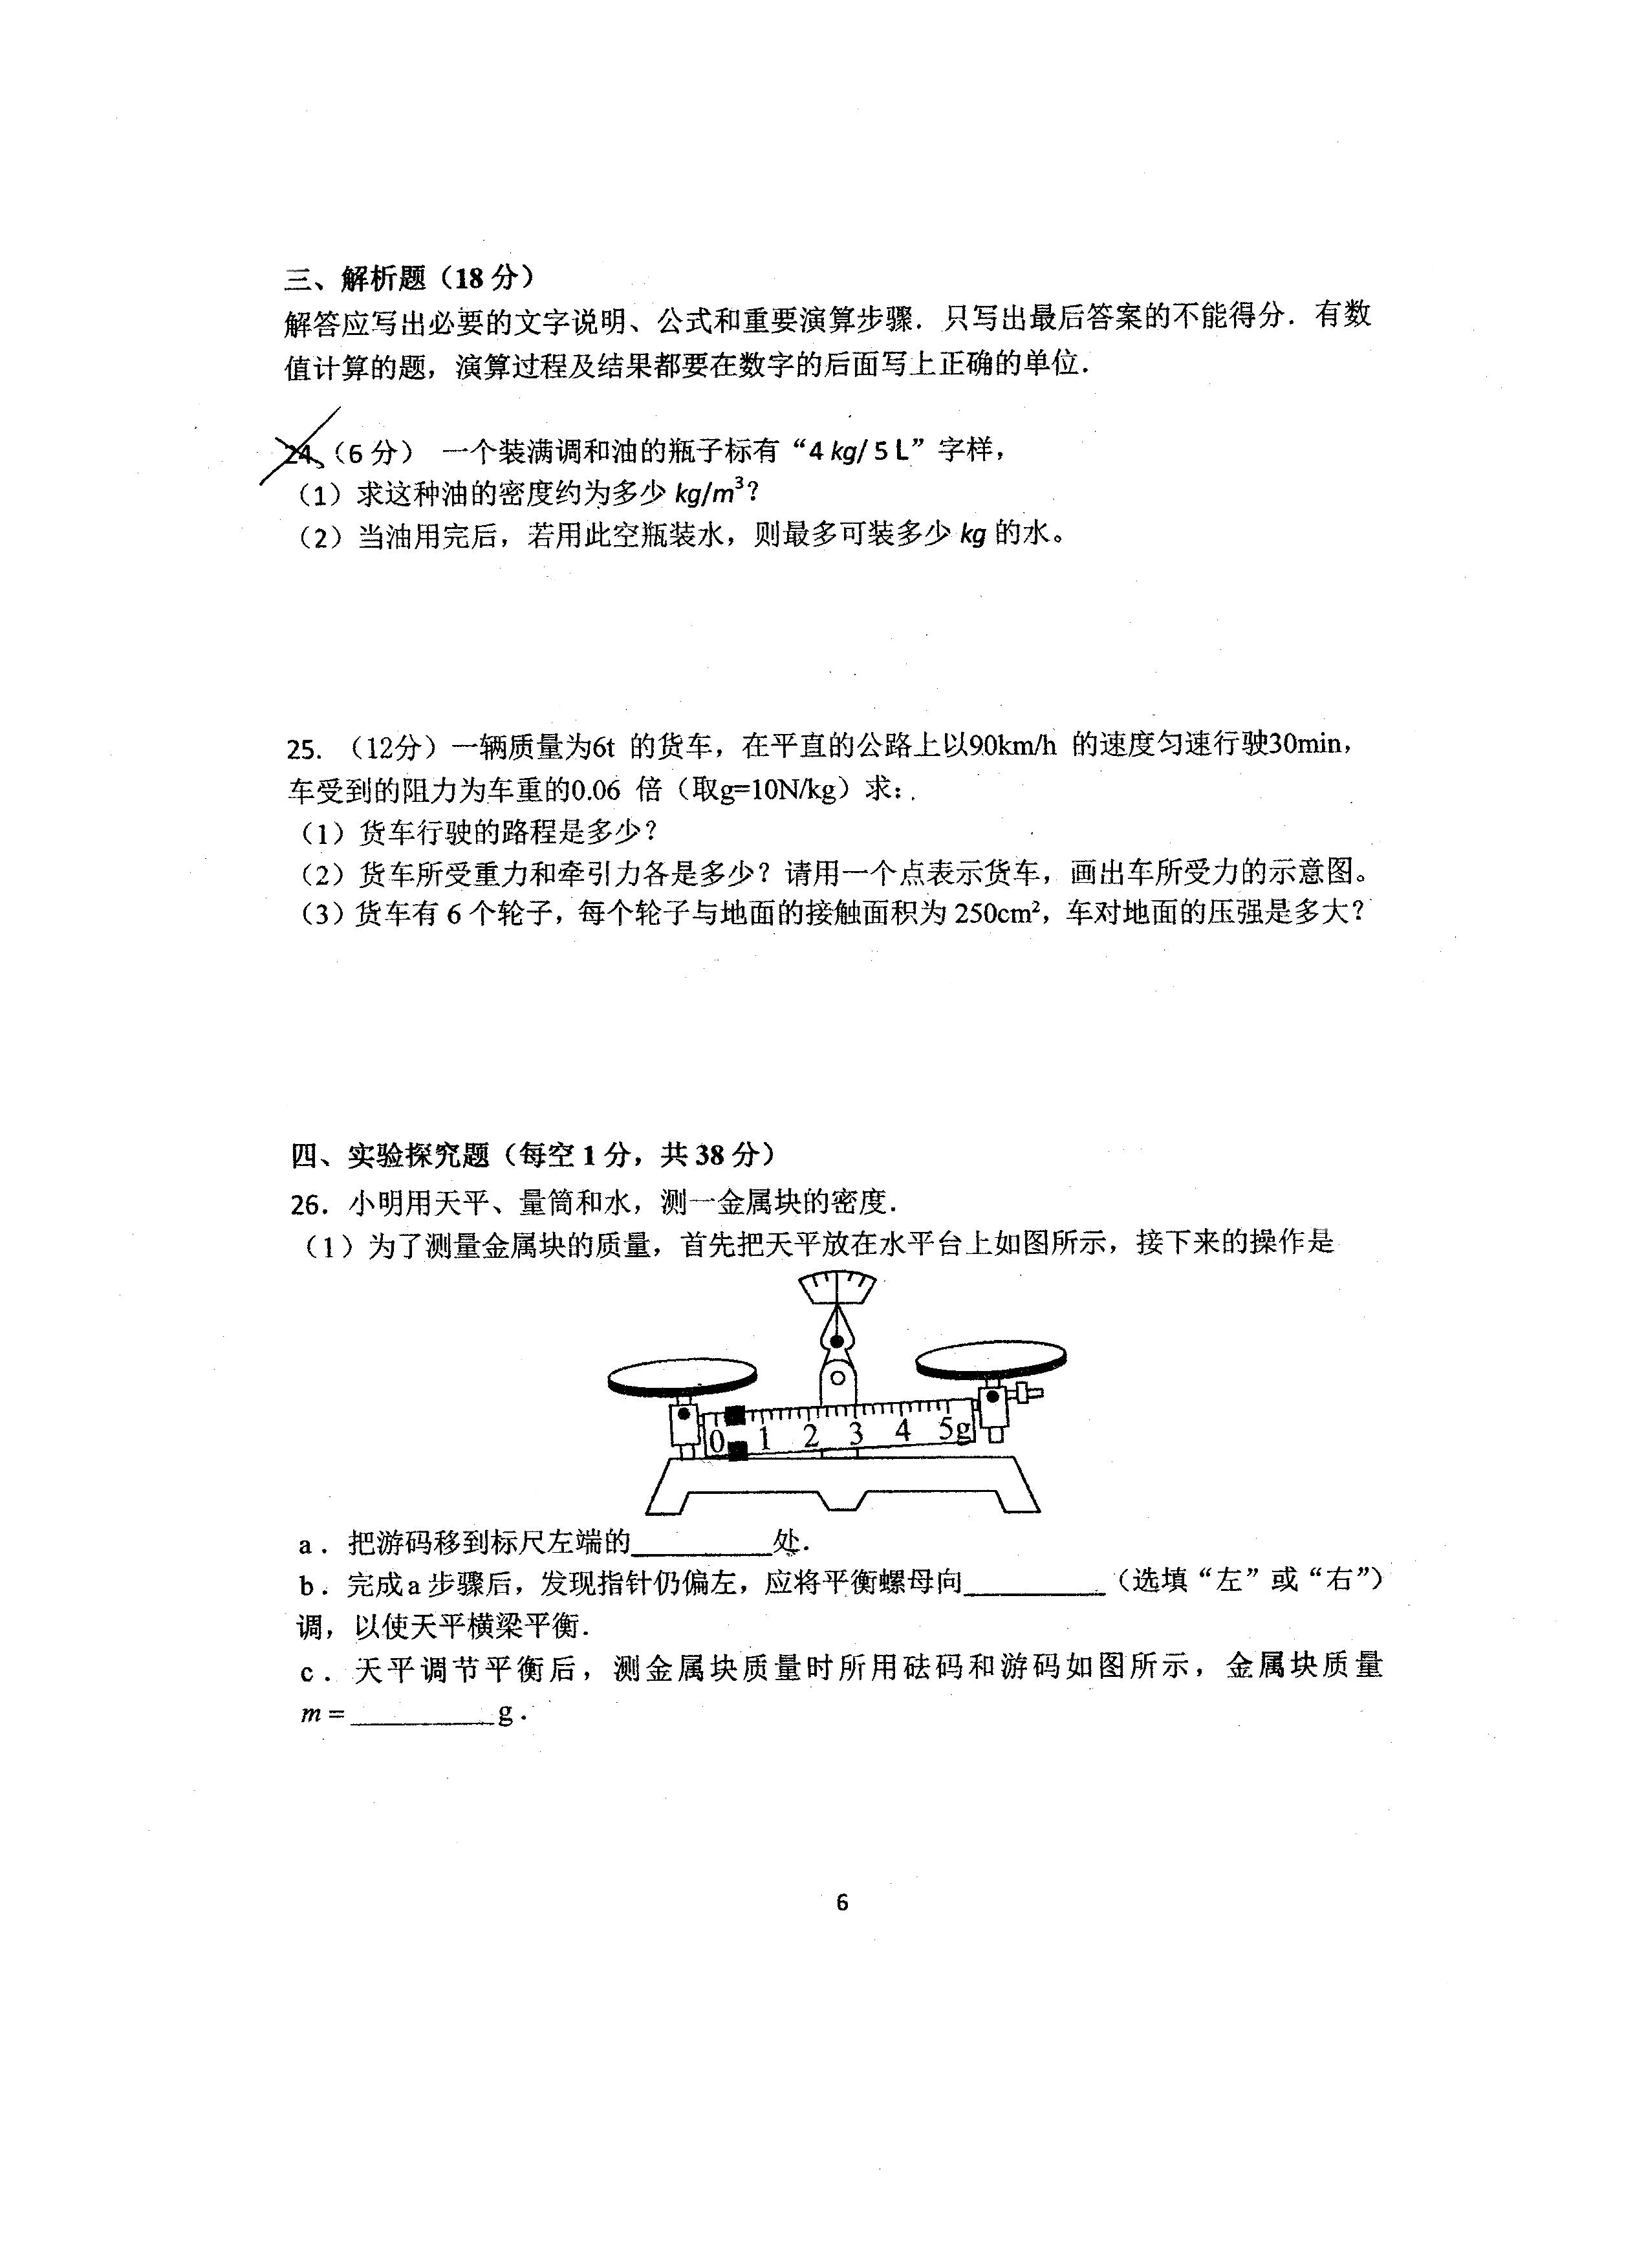 三、解析题（18 分）
解答应写出必要的文字说明、公式和重要演算步骤．只写出最后答案的不能得分．有数
值计算的题，演算过程及结果都要在数字的后面写上正确的单位．
24、（6 分） 一个装满调和油的瓶子标有“4 kg/ 5 L”字样，
（1）求这种油的密度约为多少 kg/m³？
（2）当油用完后，若用此空瓶装水，则最多可装多少 kg 的水。
25. （12分）一辆质量为6t 的货车，在平直的公路上以90km/h 的速度匀速行驶30min，
车受到的阻力为车重的0.06 倍（取g=10N/kg）求：
（1）货车行驶的路程是多少？
（2）货车所受重力和牵引力各是多少？请用一个点表示货车，画出车所受力的示意图。
（3）货车有 6 个轮子，每个轮子与地面的接触面积为 250cm²，车对地面的压强是多大？
四、实验探究题（每空 1 分，共 38 分）
26．小明用天平、量筒和水，测一金属块的密度．
（1）为了测量金属块的质量，首先把天平放在水平台上如图所示，接下来的操作是
0 1 2 3 4 5g
a．把游码移到标尺左端的__________处．
b．完成a 步骤后，发现指针仍偏左，应将平衡螺母向__________（选填“左”或“右”）
调，以使天平横梁平衡．
c．天平调节平衡后，测金属块质量时所用砝码和游码如图所示，金属块质量
m＝__________g．
6